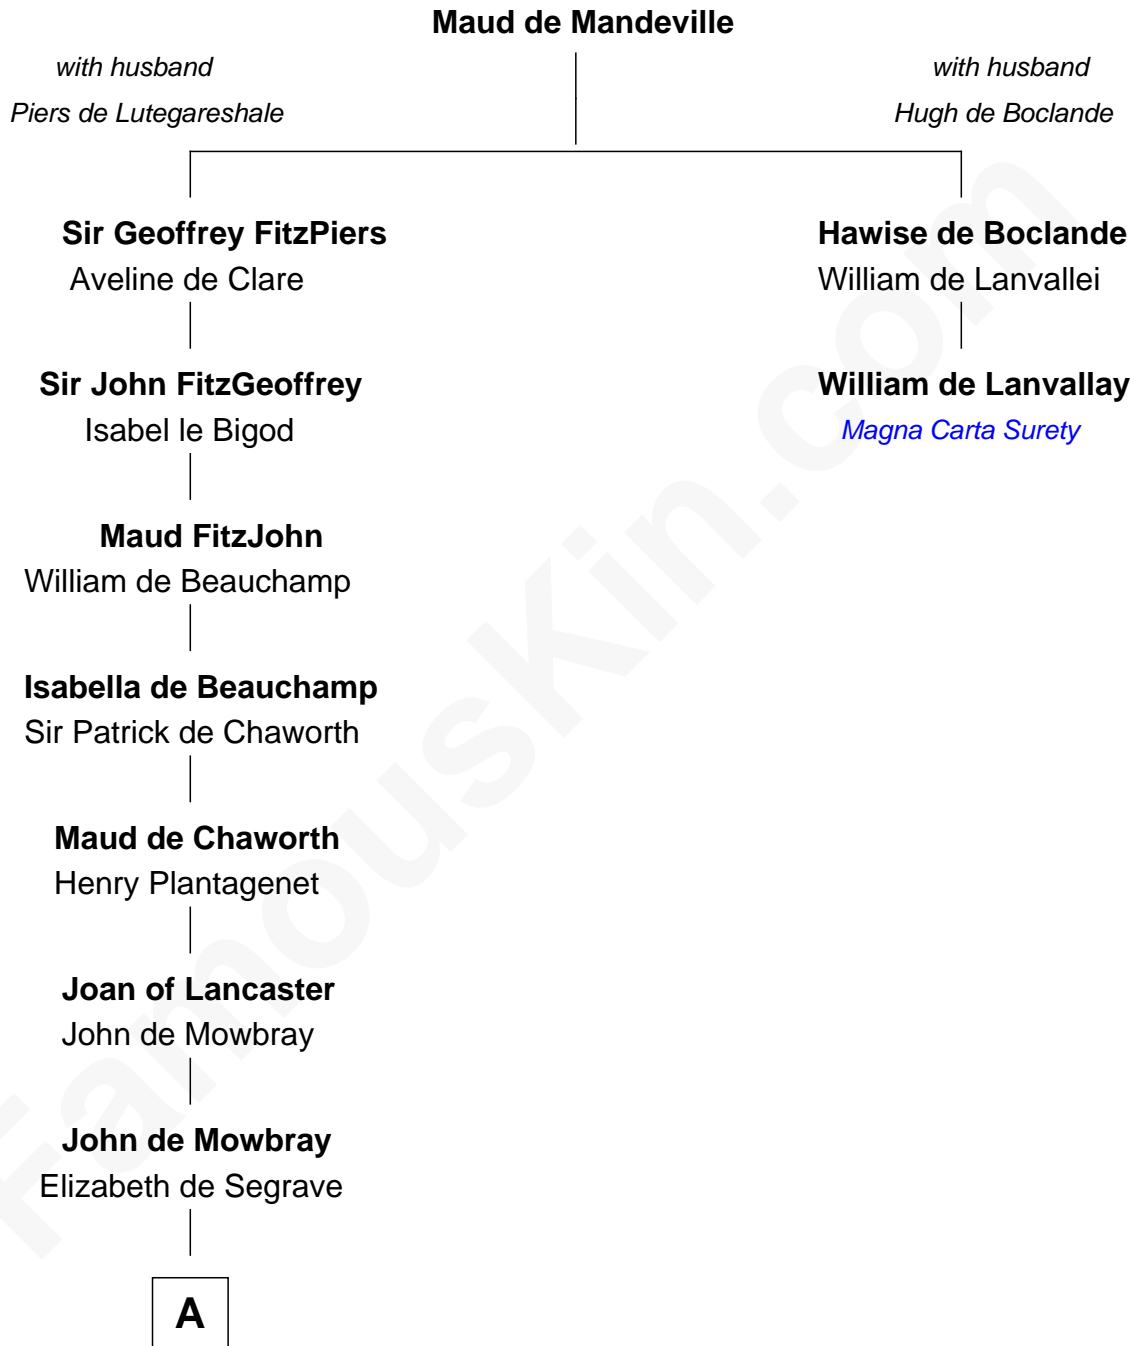 Maud de Mandeville
with husband
Piers de Lutegareshale
with husband
Hugh de Boclande
Sir Geoffrey FitzPiers
Aveline de Clare
Hawise de Boclande
William de Lanvallei
Sir John FitzGeoffrey
Isabel le Bigod
William de Lanvallay
Magna Carta Surety
Maud FitzJohn
William de Beauchamp
Isabella de Beauchamp
Sir Patrick de Chaworth
Maud de Chaworth
Henry Plantagenet
Joan of Lancaster
John de Mowbray
John de Mowbray
Elizabeth de Segrave
A
FamousKin.com